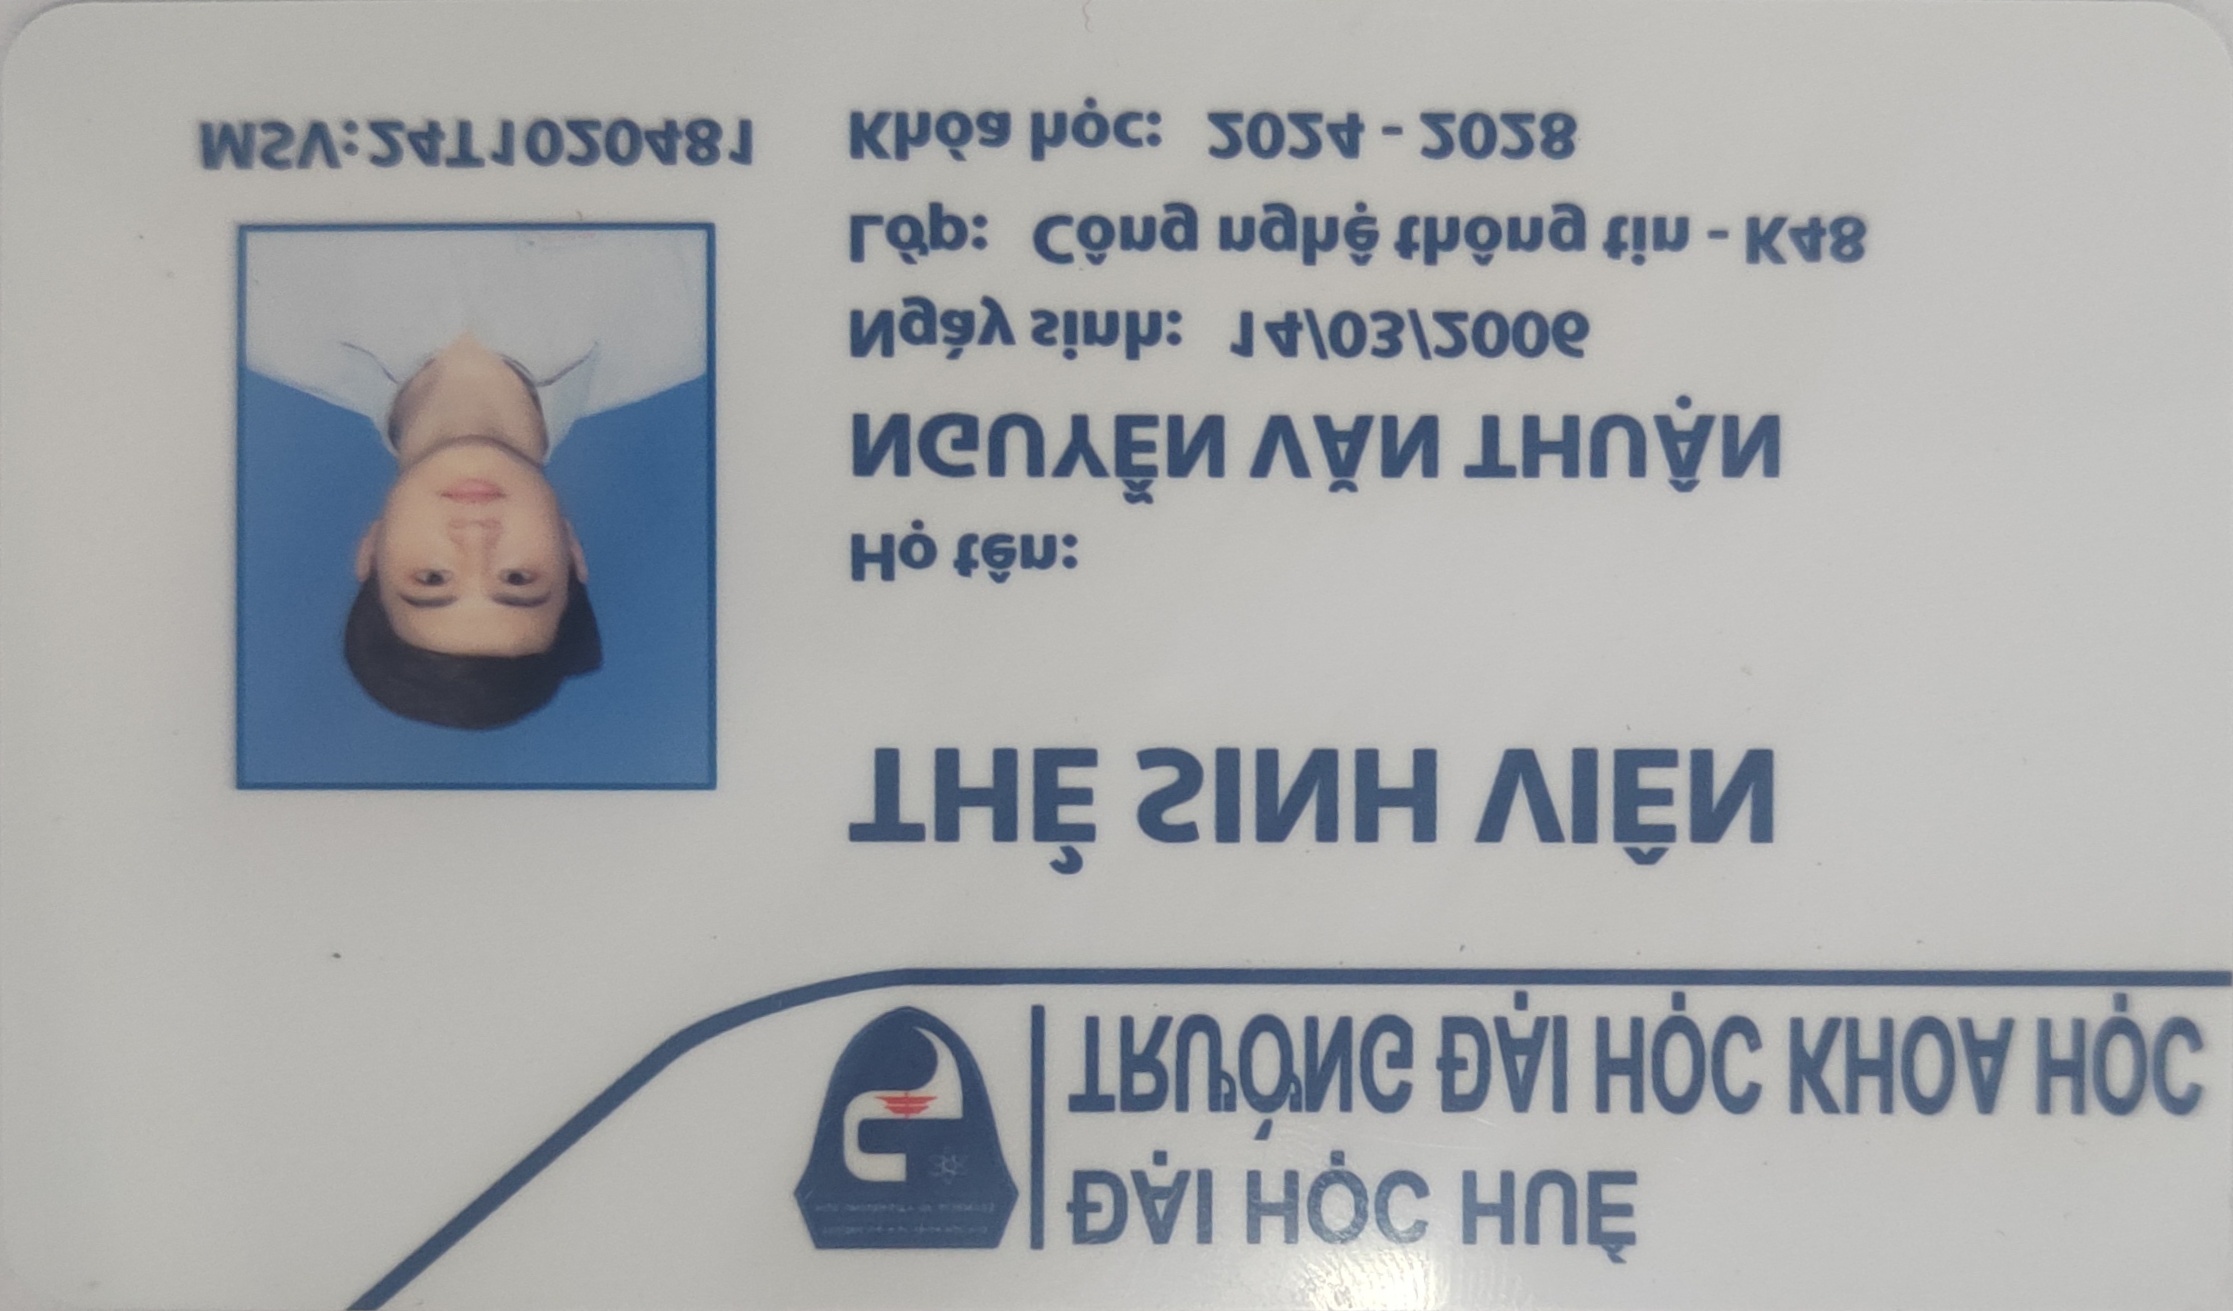 ĐẠI HỌC HUẾ
TRƯỜNG ĐẠI HỌC KHOA HỌC
THẺ SINH VIÊN
Họ tên:
NGUYỄN VĂN THUẬN
Ngày sinh: 14/03/2006
Lớp: Công nghệ thông tin - K48
Khóa học: 2024 - 2028
MSV:24T1020481